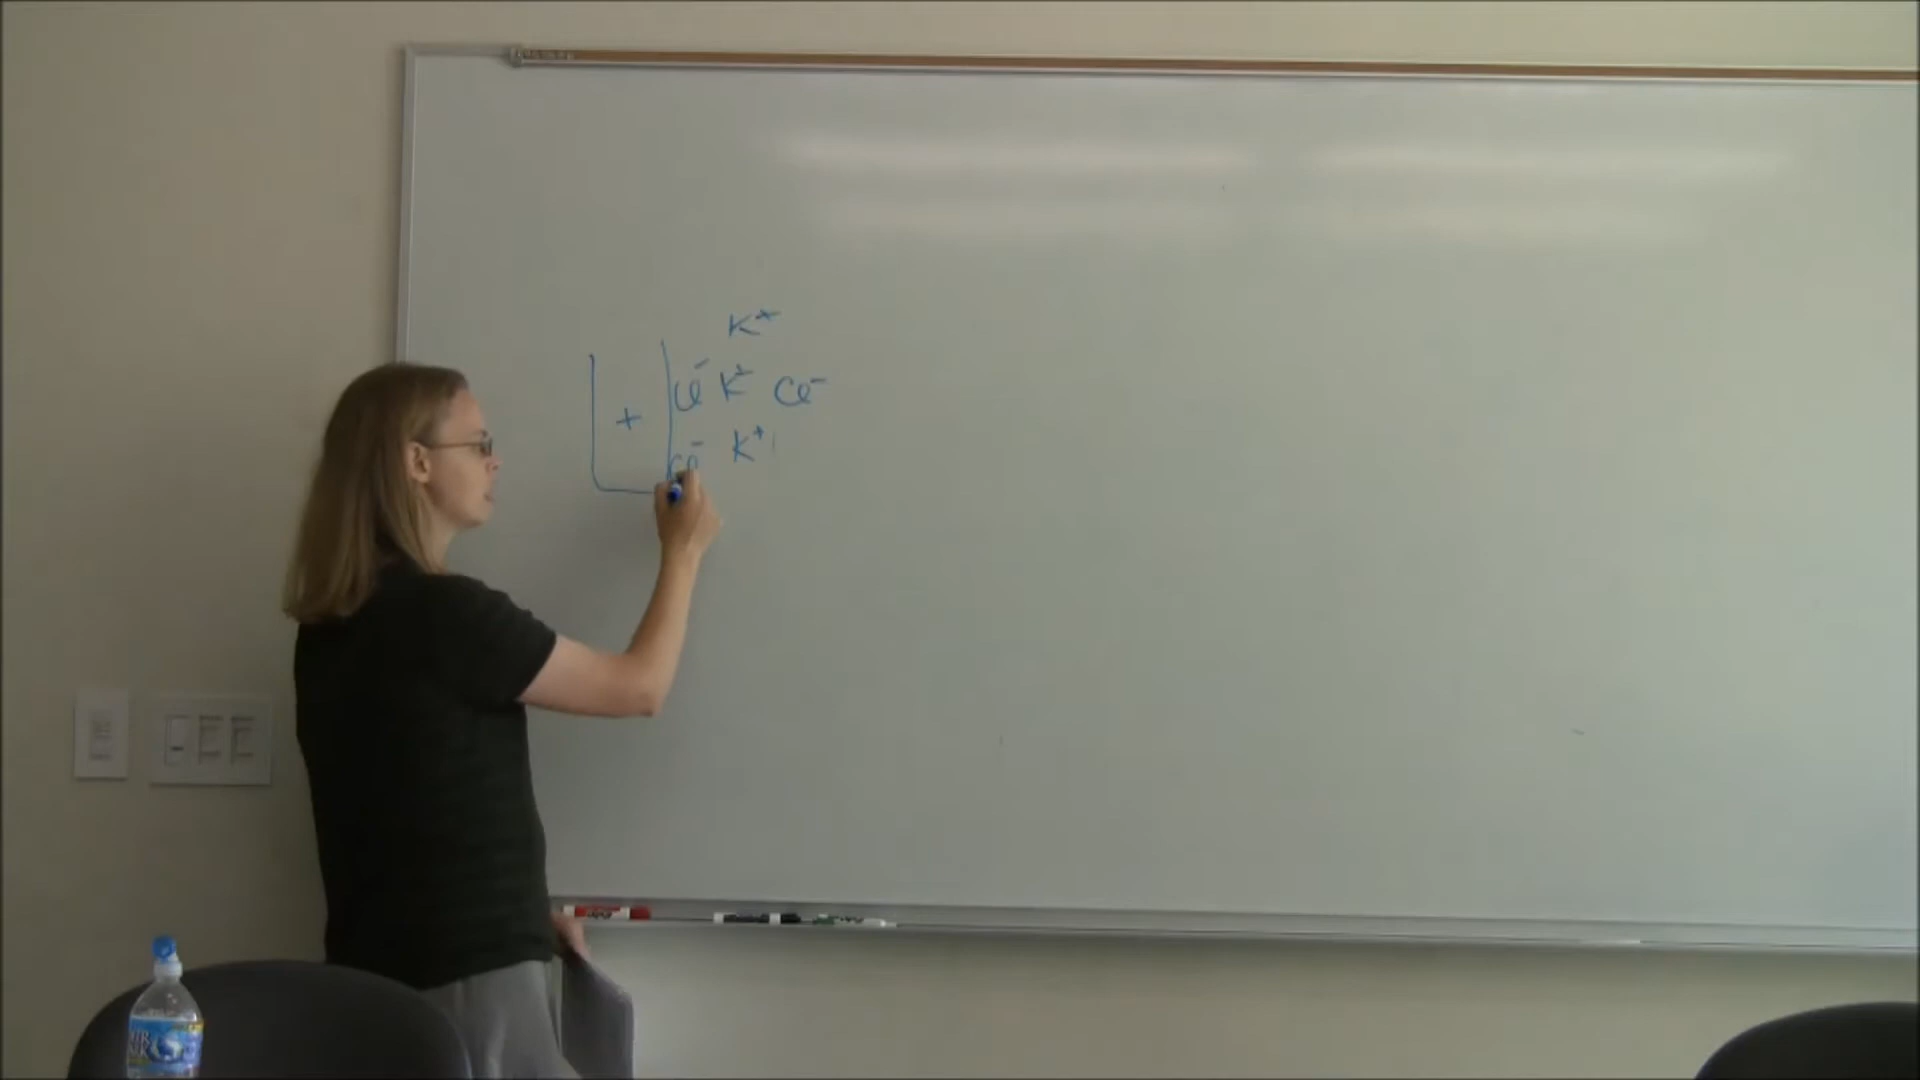 K+
+ Cl- K+ Cl-
Cl- K+